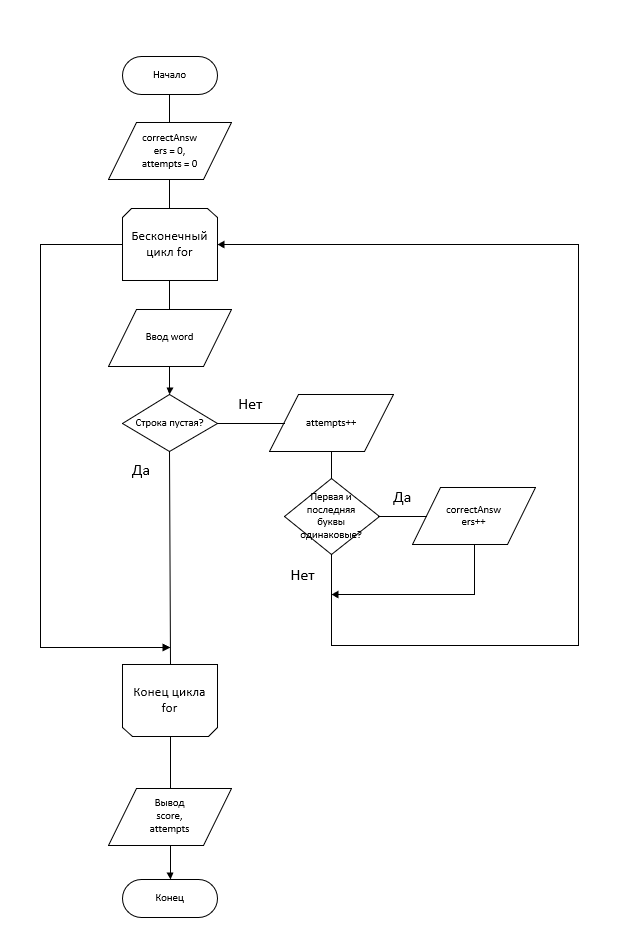 Начало
correctAnsw
ers = 0,
attempts = 0
Бесконечный
цикл for
Ввод word
Строка пустая?
Нет
attempts++
Да
Первая и
последняя
буквы
одинаковые?
Да
correctAnsw
ers++
Нет
Конец цикла
for
Вывод
score,
attempts
Конец